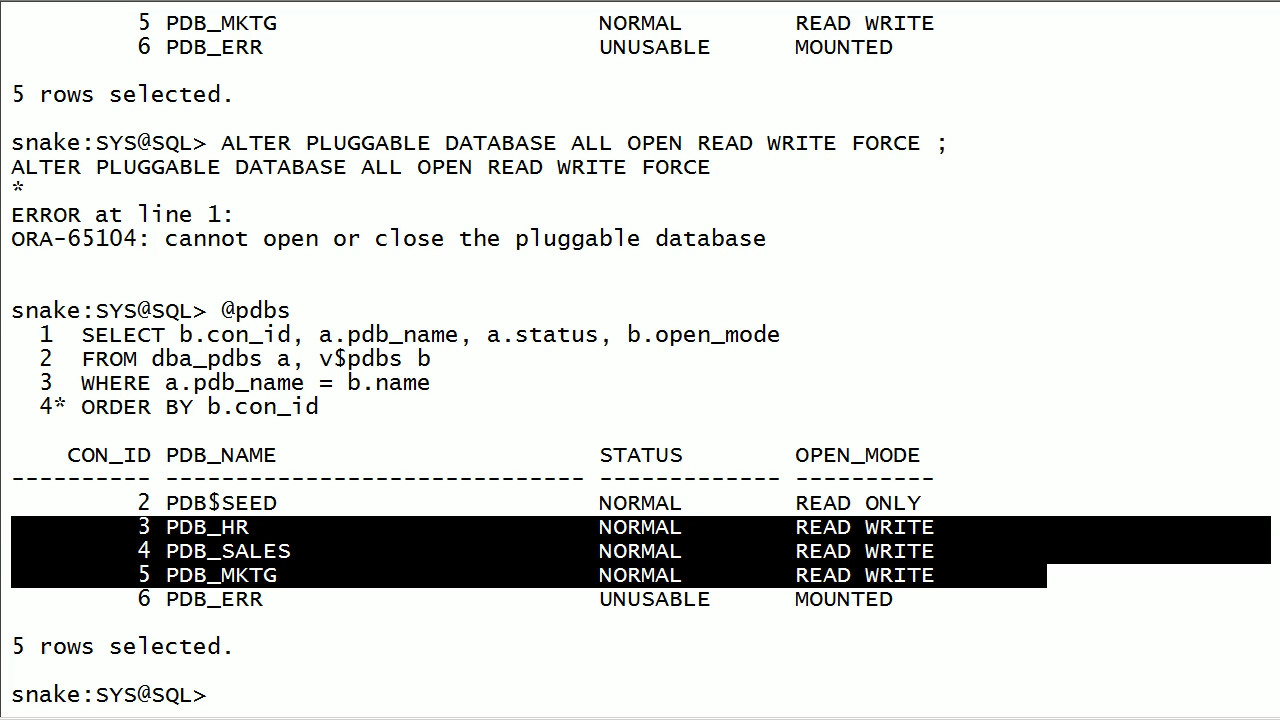 5 PDB_MKTG NORMAL READ WRITE
6 PDB_ERR UNUSABLE MOUNTED
5 rows selected.
snake:SYS@SQL> ALTER PLUGGABLE DATABASE ALL OPEN READ WRITE FORCE ;
ALTER PLUGGABLE DATABASE ALL OPEN READ WRITE FORCE
*
ERROR at line 1:
ORA-65104: cannot open or close the pluggable database
snake:SYS@SQL> @pdbs
1 SELECT b.con_id, a.pdb_name, a.status, b.open_mode
2 FROM dba_pdbs a, v$pdbs b
3 WHERE a.pdb_name = b.name
4* ORDER BY b.con_id
CON_ID PDB_NAME STATUS OPEN_MODE
---------- ------------------------------ ------------- ----------
2 PDB$SEED NORMAL READ ONLY
3 PDB_HR NORMAL READ WRITE
4 PDB_SALES NORMAL READ WRITE
5 PDB_MKTG NORMAL READ WRITE
6 PDB_ERR UNUSABLE MOUNTED
5 rows selected.
snake:SYS@SQL>